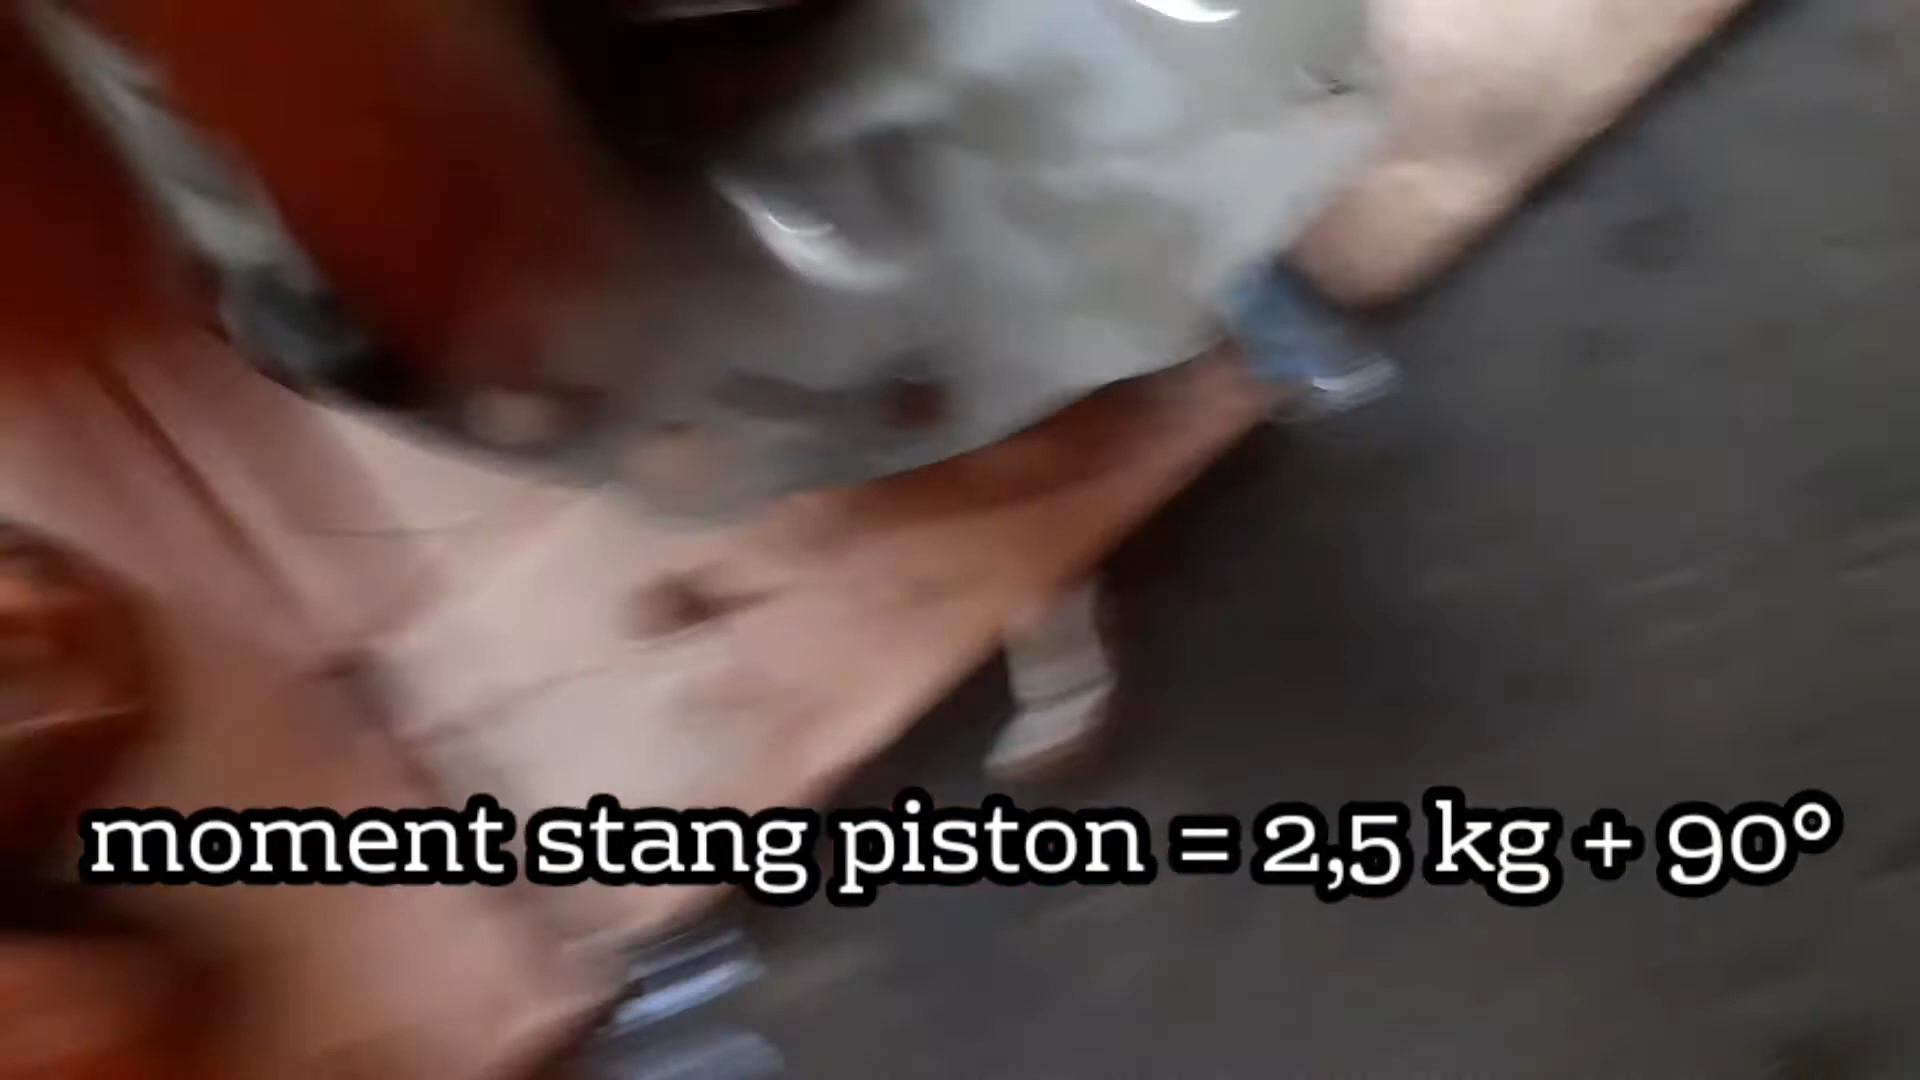 moment stang piston = 2,5 kg + 90°